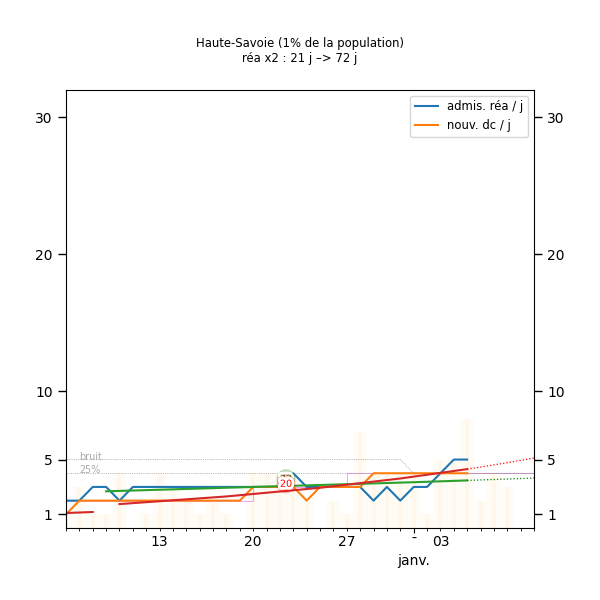 Haute-Savoie (1% de la population)
réa x2 : 21 j –> 72 j
admis. réa / j
nouv. dc / j
30
30
20
20
10
10
5
5
bruit
25%
20
1
1
13
20
27
-
03
janv.